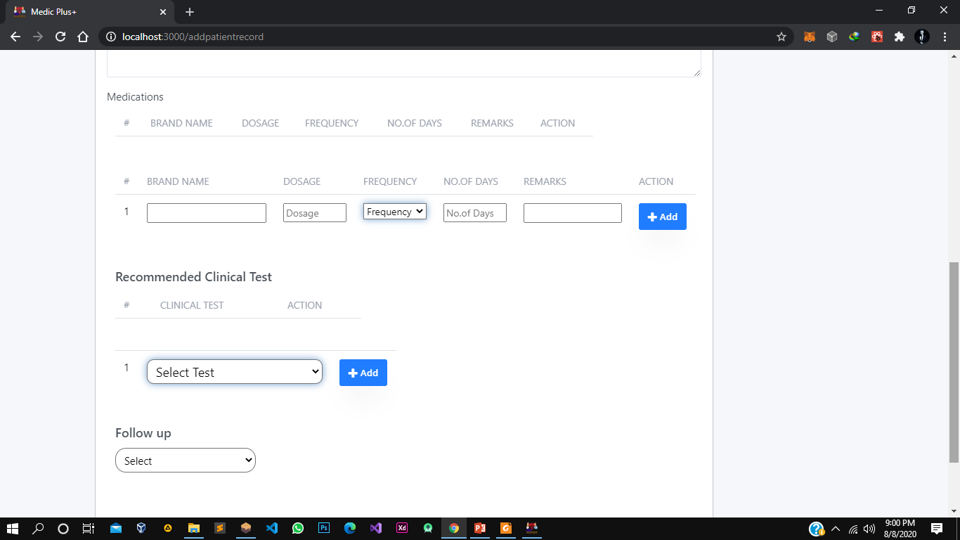 Medic Plus+
localhost:3000/addpatientrecord
Medications
# BRAND NAME DOSAGE FREQUENCY NO.OF DAYS REMARKS ACTION
# BRAND NAME DOSAGE FREQUENCY NO.OF DAYS REMARKS ACTION
1 Dosage Frequency No.of Days Add
Recommended Clinical Test
# CLINICAL TEST ACTION
1 Select Test Add
Follow up
Select
9:00 PM
8/8/2020